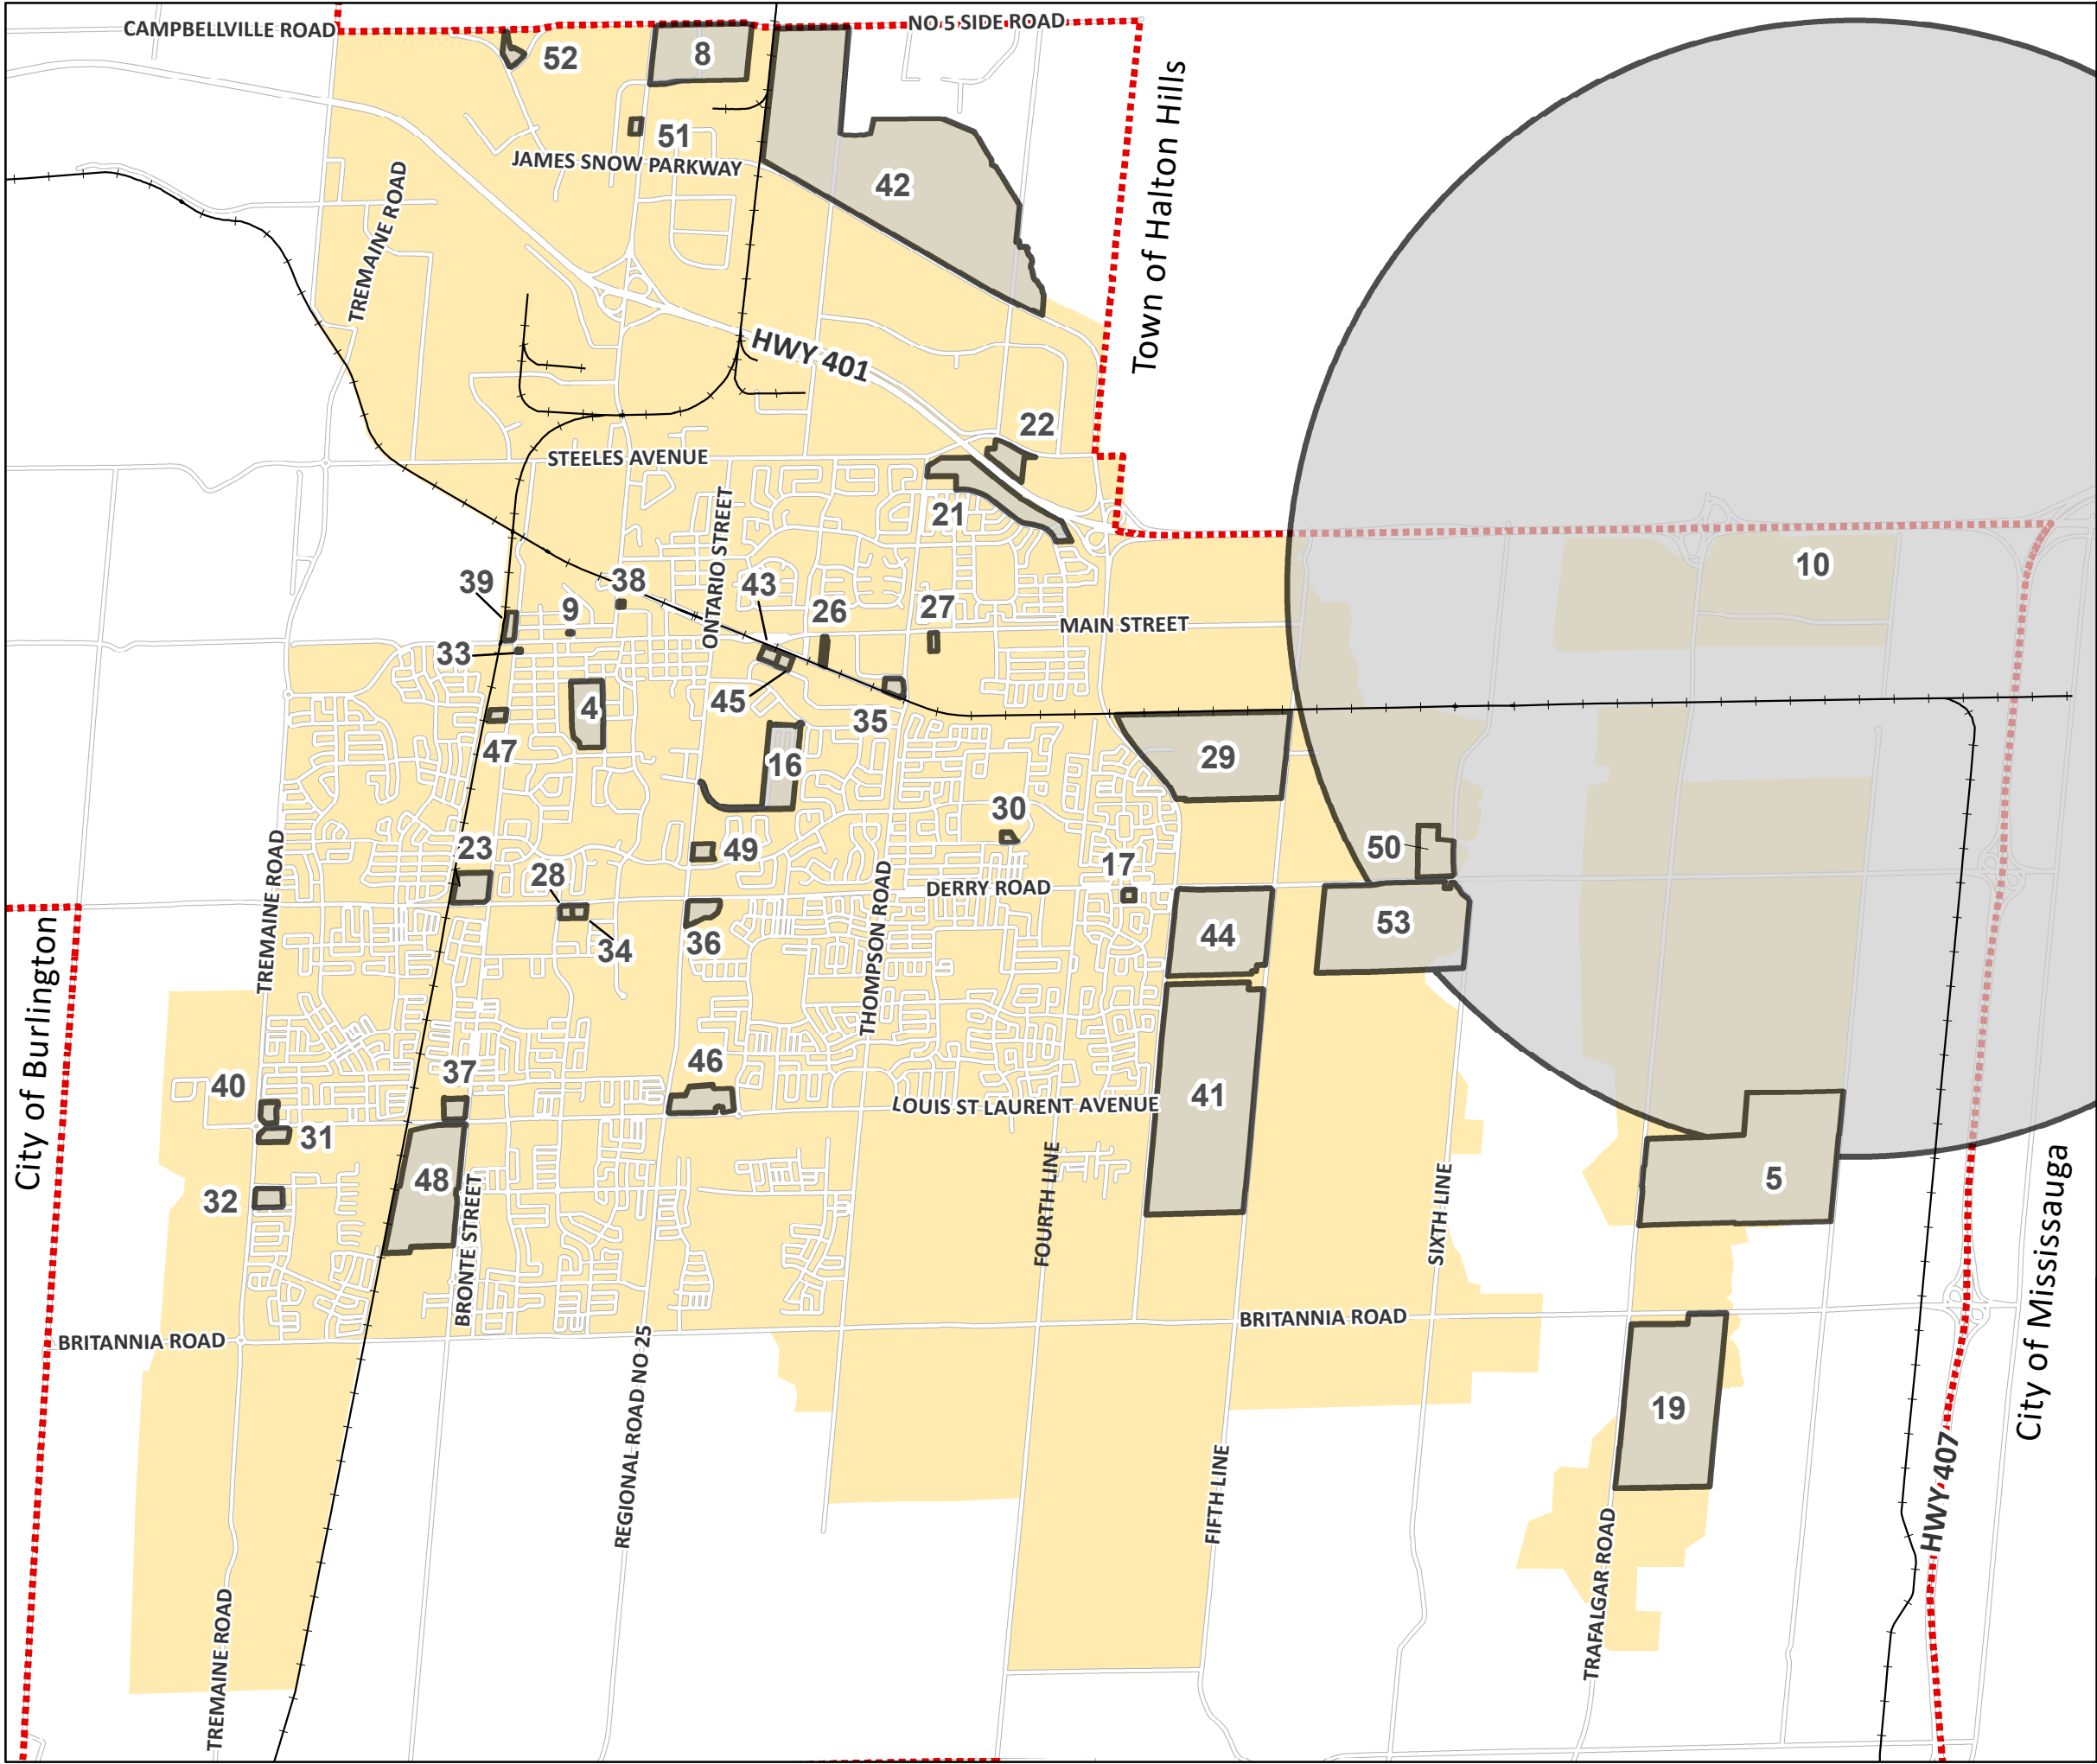 CAMPBELLVILLE ROAD
NO 5 SIDE ROAD
52
8
51
JAMES SNOW PARKWAY
42
TREMAINE ROAD
Town of Halton Hills
HWY 401
22
STEELES AVENUE
21
ONTARIO STREET
10
39
38
43
9
26
27
MAIN STREET
33
45
4
35
47
16
29
30
23
49
50
28
17
TREMAINE ROAD
DERRY ROAD
THOMPSON ROAD
34
36
44
53
City of Burlington
37
46
40
41
LOUIS ST LAURENT AVENUE
31
48
32
5
BRONTE STREET
FOURTH LINE
SIXTH LINE
City of Mississauga
BRITANNIA ROAD
BRITANNIA ROAD
REGIONAL ROAD NO 25
19
FIFTH LINE
HWY 407
TRAFALGAR ROAD
TREMAINE ROAD